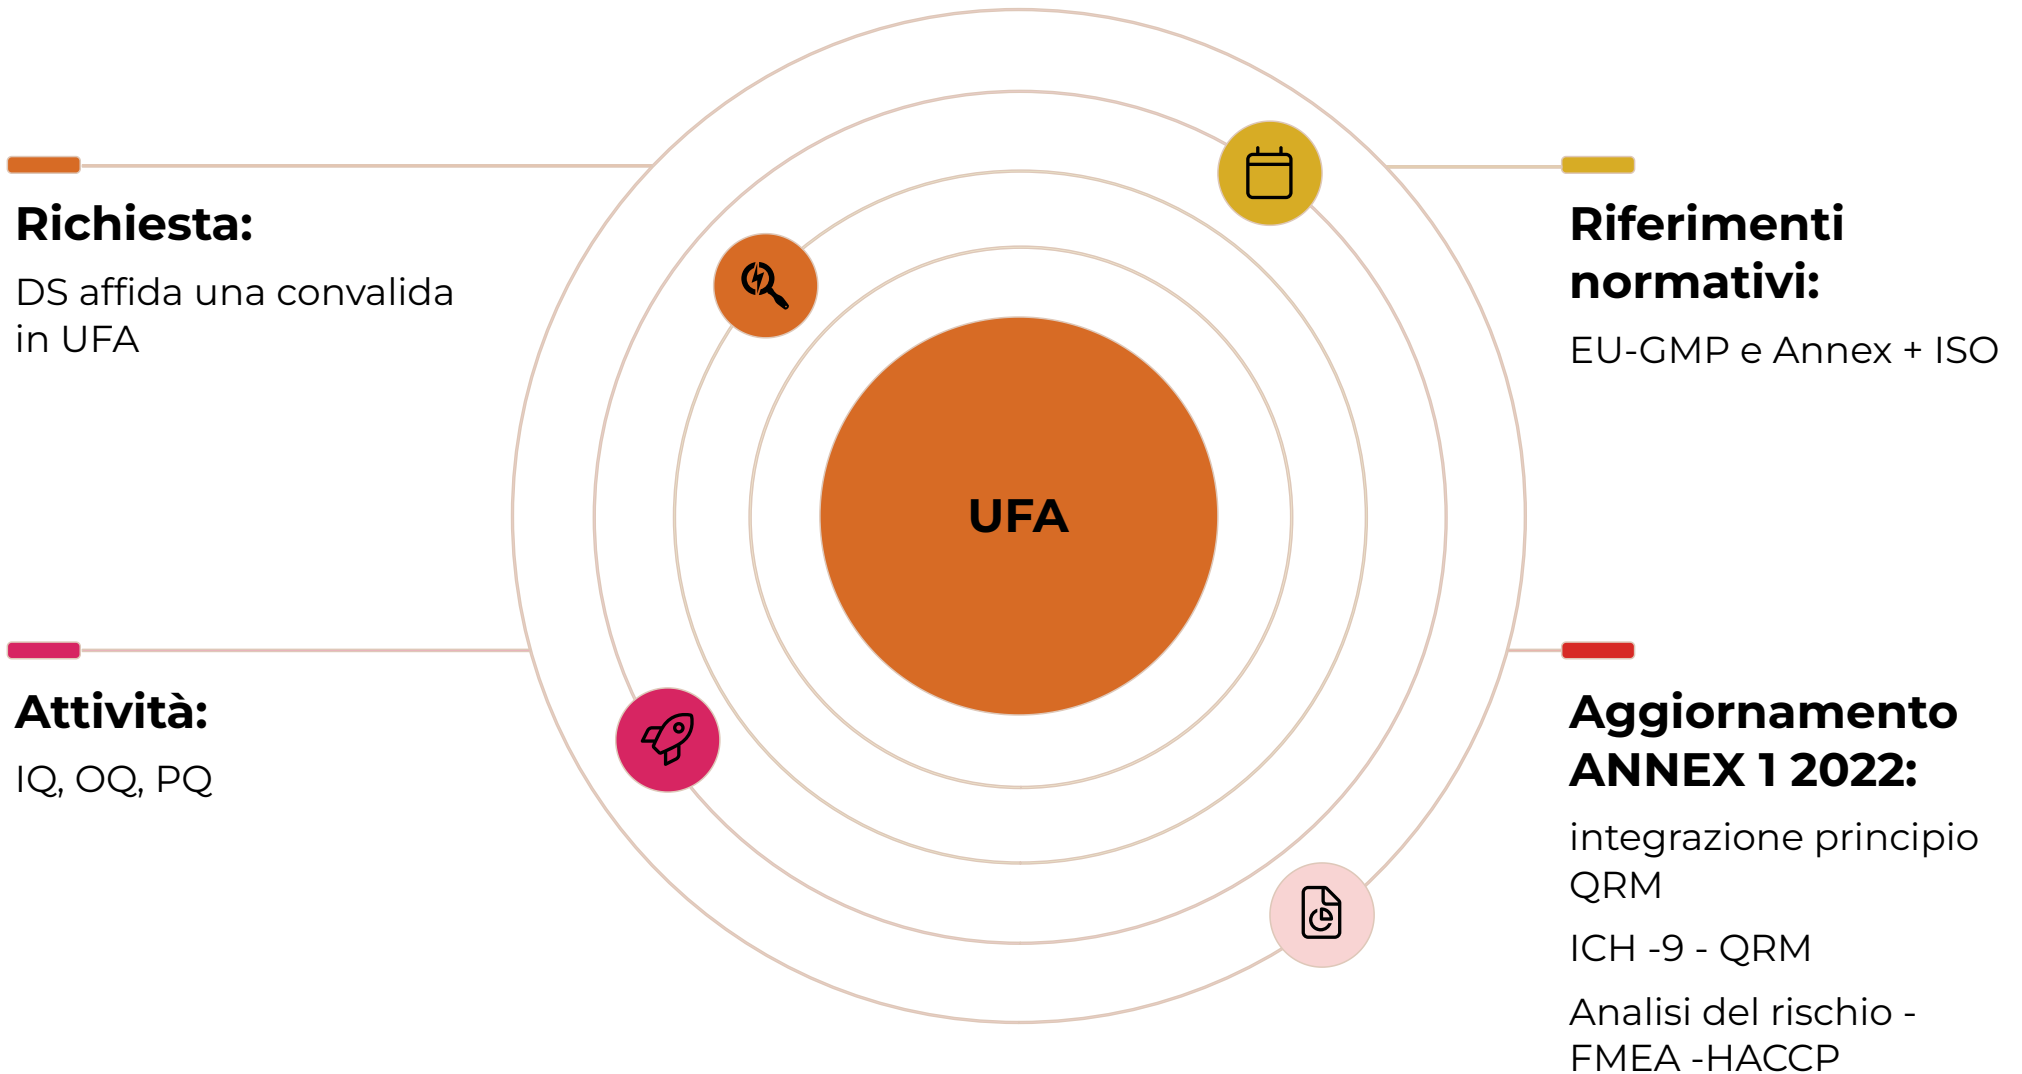 Richiesta:
DS affida una convalida
in UFA
Attività:
IQ, OQ, PQ
UFA
Riferimenti
normativi:
EU-GMP e Annex + ISO
Aggiornamento
ANNEX 1 2022:
integrazione principio
QRM
ICH -9 - QRM
Analisi del rischio -
FMEA -HACCP